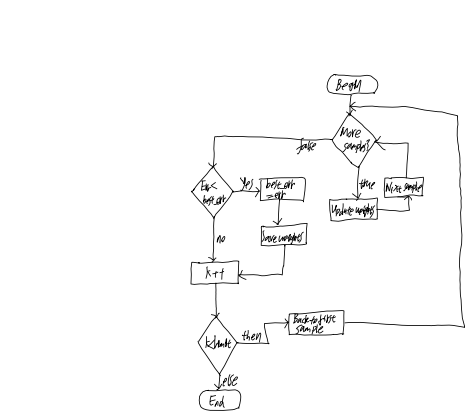 Begin
More
samples?
false
true
Next sample
Update weights
Err <
best_err
yes
best_err
= err
Save weights
no
k++
k<limit
then
Back to first
sample
else
End